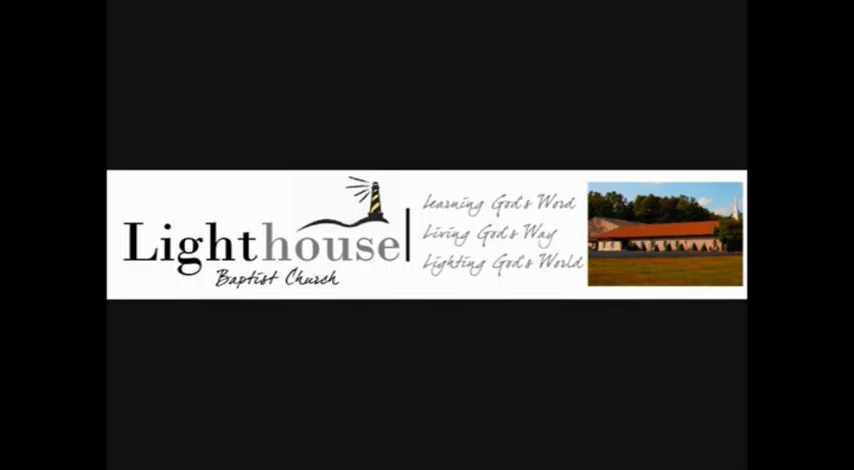 Lighthouse
Baptist Church
Learning God's Word
Living God's Way
Lighting God's World